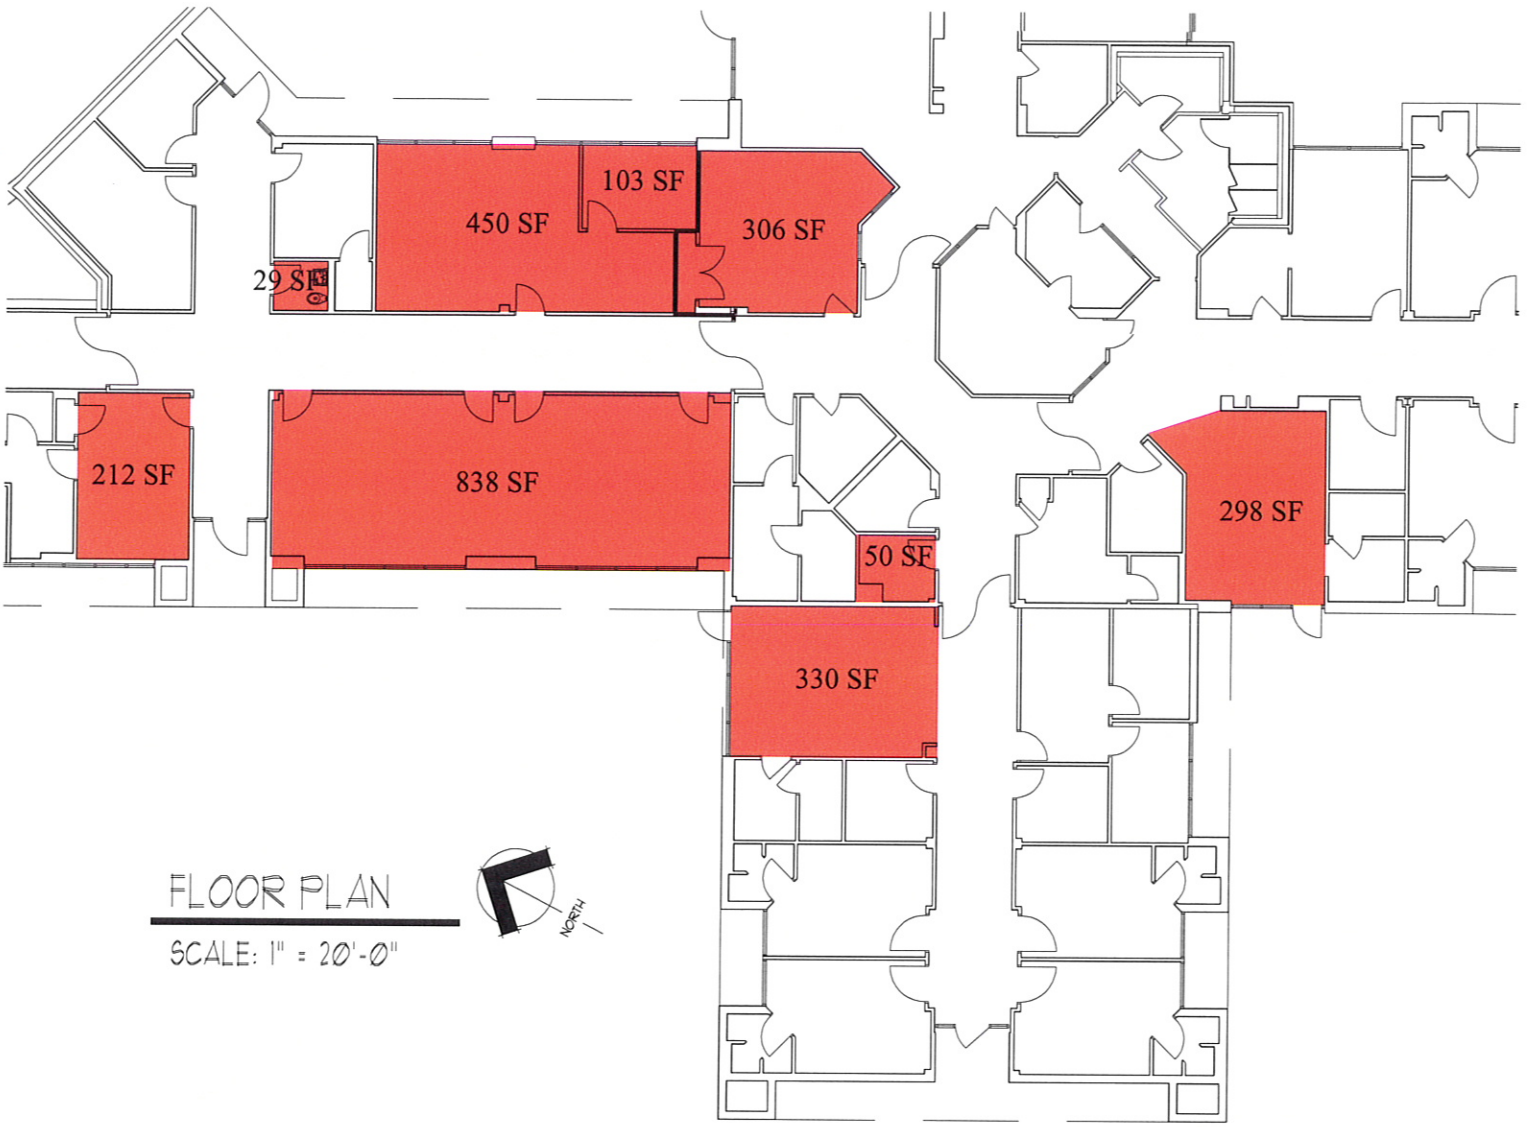 103 SF
450 SF
306 SF
29 SF
212 SF
838 SF
298 SF
50 SF
330 SF
FLOOR PLAN
NORTH
SCALE: 1" = 20'-0"